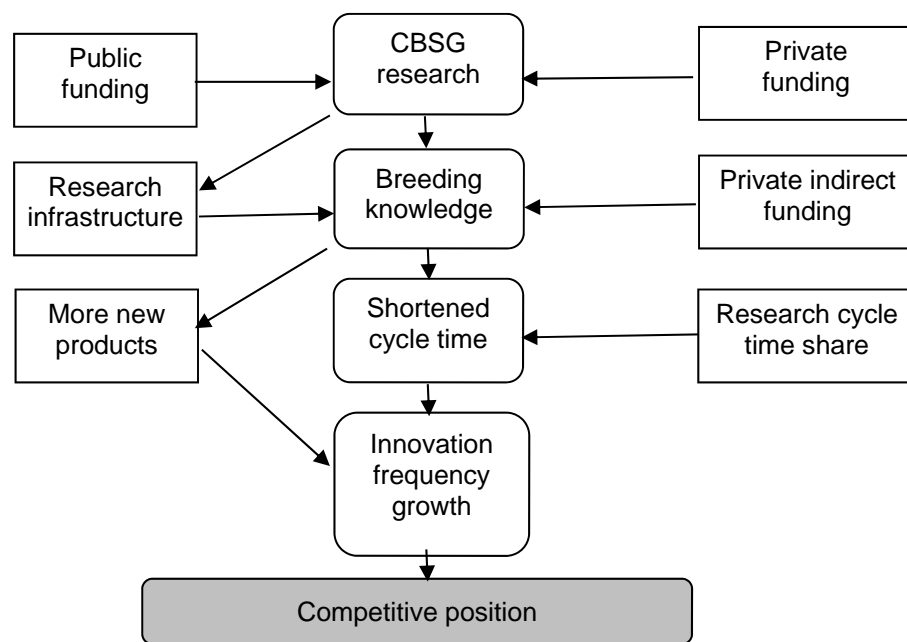 Public
funding
CBSG
research
Private
funding
Research
infrastructure
Breeding
knowledge
Private indirect
funding
More new
products
Shortened
cycle time
Research cycle
time share
Innovation
frequency
growth
Competitive position